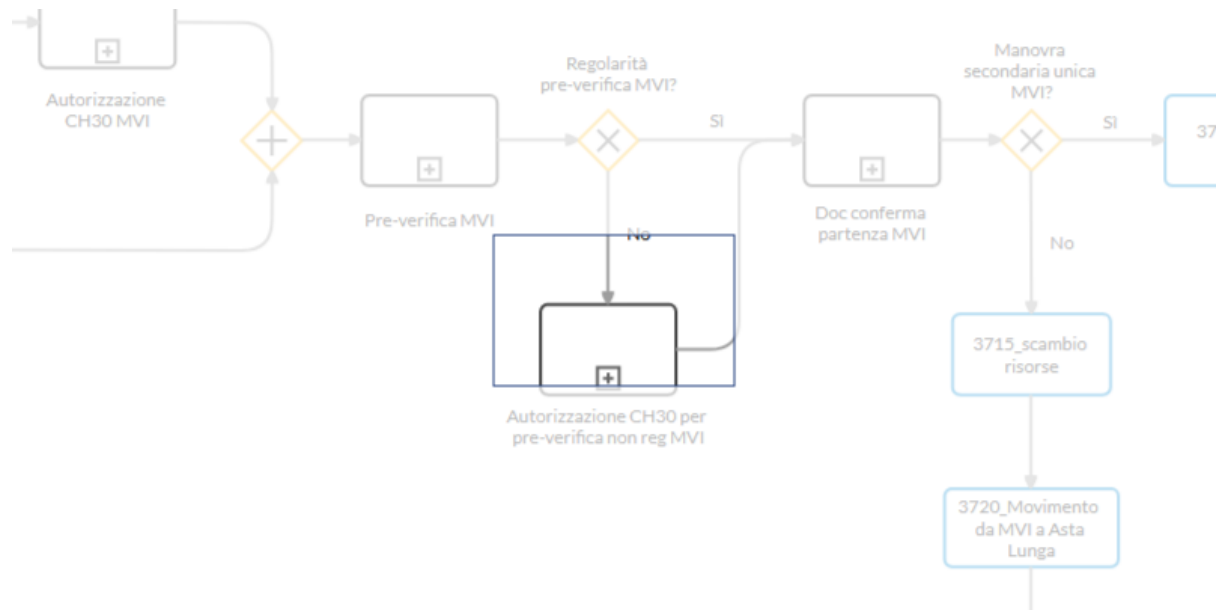 Autorizzazione
CH30 MVI
Regolarità
pre-verifica MVI?
Manovra
secondaria unica
MVI?
Sì
Sì
37
Pre-verifica MVI
Doc conferma
partenza MVI
No
No
3715_scambio
risorse
Autorizzazione CH30 per
pre-verifica non reg MVI
3720_Movimento
da MVI a Asta
Lunga